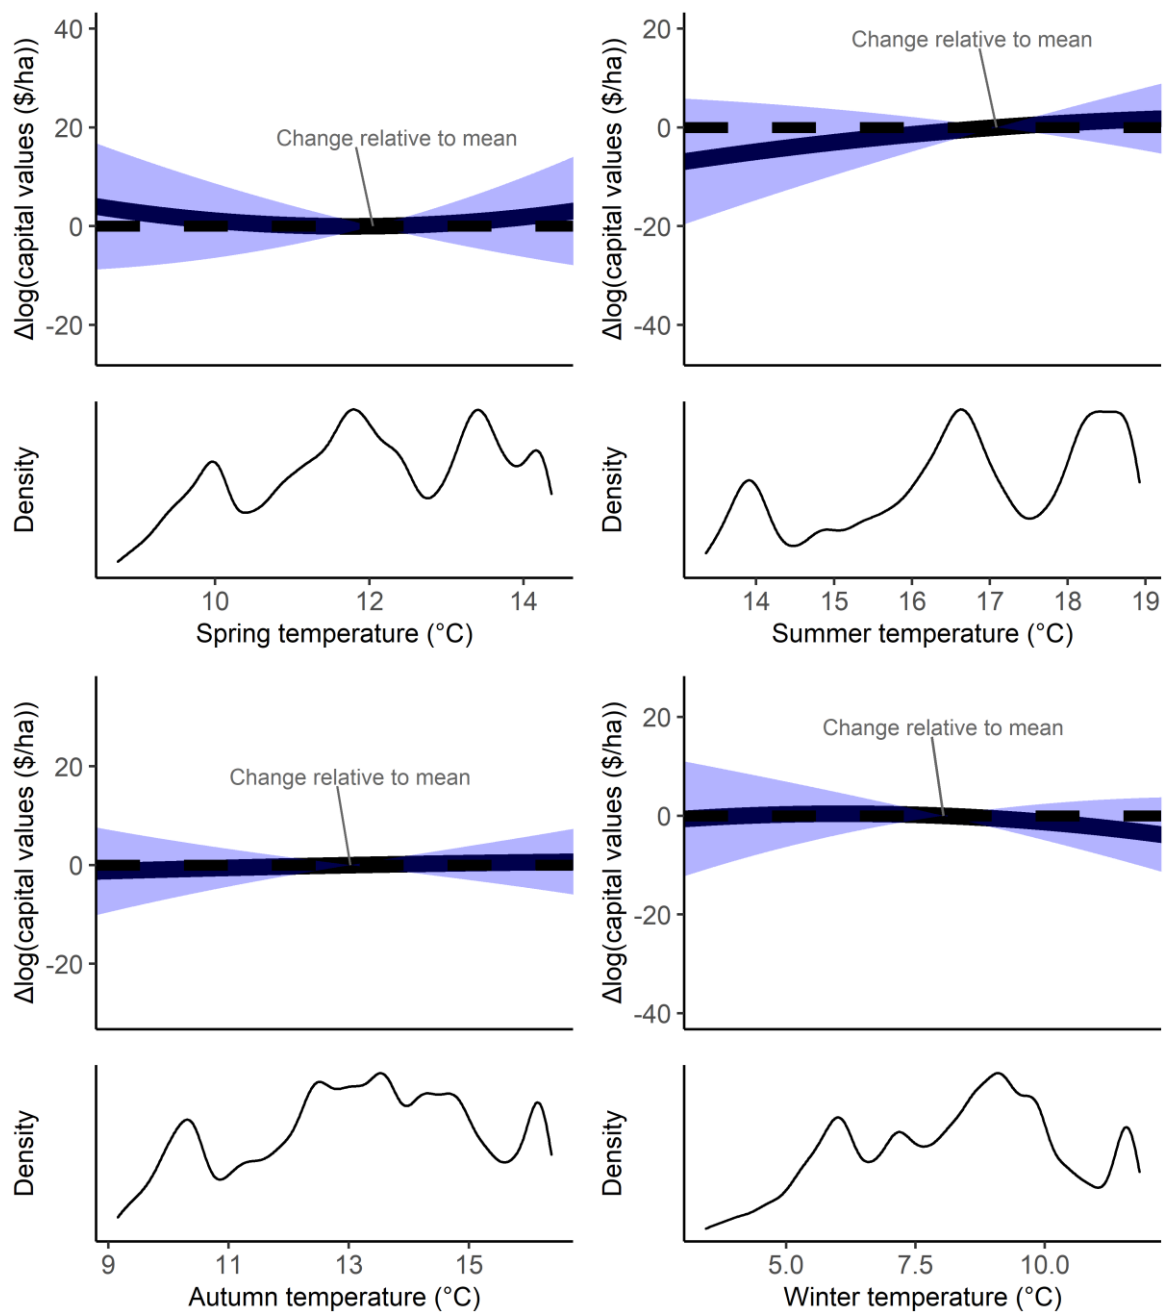 Δlog(capital values ($/ha))
40
20
0
-20
Change relative to mean
Density
10
12
14
Spring temperature (°C)
Δlog(capital values ($/ha))
20
0
-20
-40
Change relative to mean
Density
14
15
16
17
18
19
Summer temperature (°C)
Δlog(capital values ($/ha))
20
0
-20
Change relative to mean
Density
9
11
13
15
Autumn temperature (°C)
Δlog(capital values ($/ha))
20
0
-20
-40
Change relative to mean
Density
5.0
7.5
10.0
Winter temperature (°C)